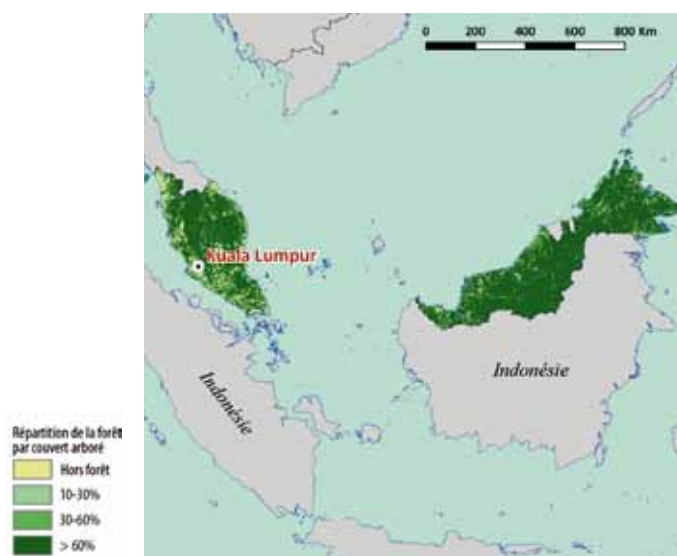 0 200 400 600 800 Km
Kuala Lumpur
Indonésie
Indonésie
Répartition de la forêt
par couvert arboré
Hors forêt
10-30%
30-60%
> 60%